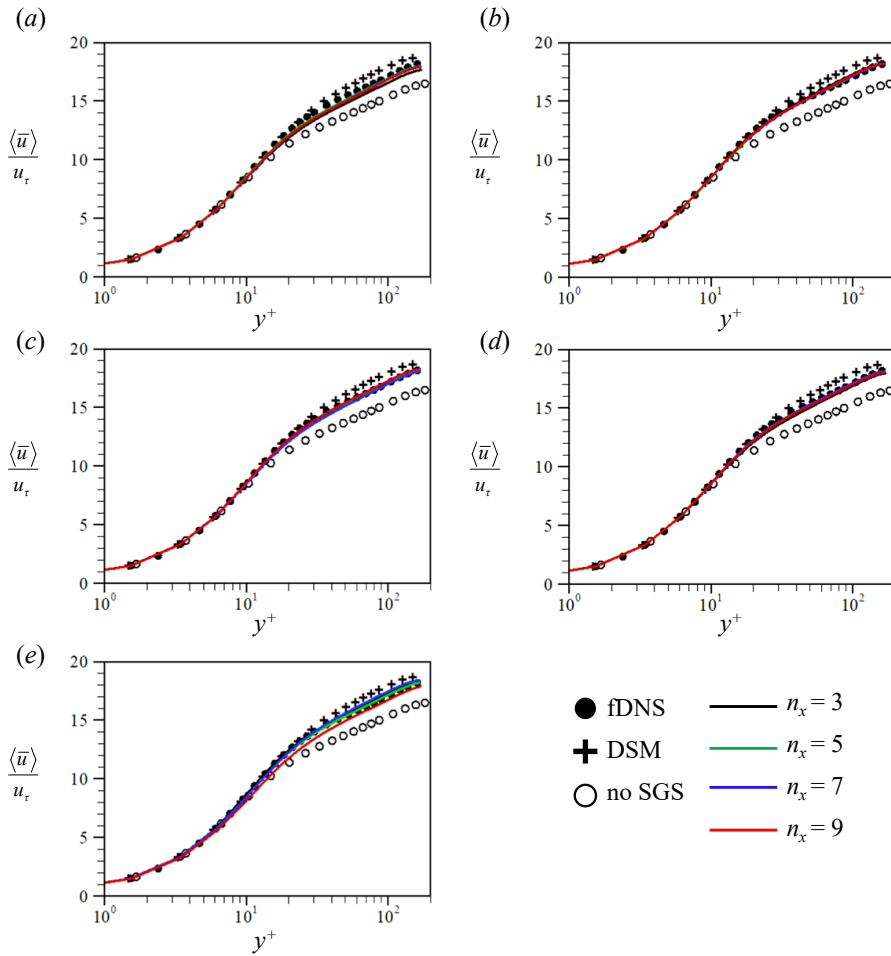 (a)
20
15
10
5
0
⟨u̅⟩
u_τ
10^0
10^1
10^2
y^+
(b)
20
15
10
5
0
⟨u̅⟩
u_τ
10^0
10^1
10^2
y^+
(c)
20
15
10
5
0
⟨u̅⟩
u_τ
10^0
10^1
10^2
y^+
(d)
20
15
10
5
0
⟨u̅⟩
u_τ
10^0
10^1
10^2
y^+
(e)
20
15
10
5
0
⟨u̅⟩
u_τ
10^0
10^1
10^2
y^+
fDNS
DSM
no SGS
n_x = 3
n_x = 5
n_x = 7
n_x = 9